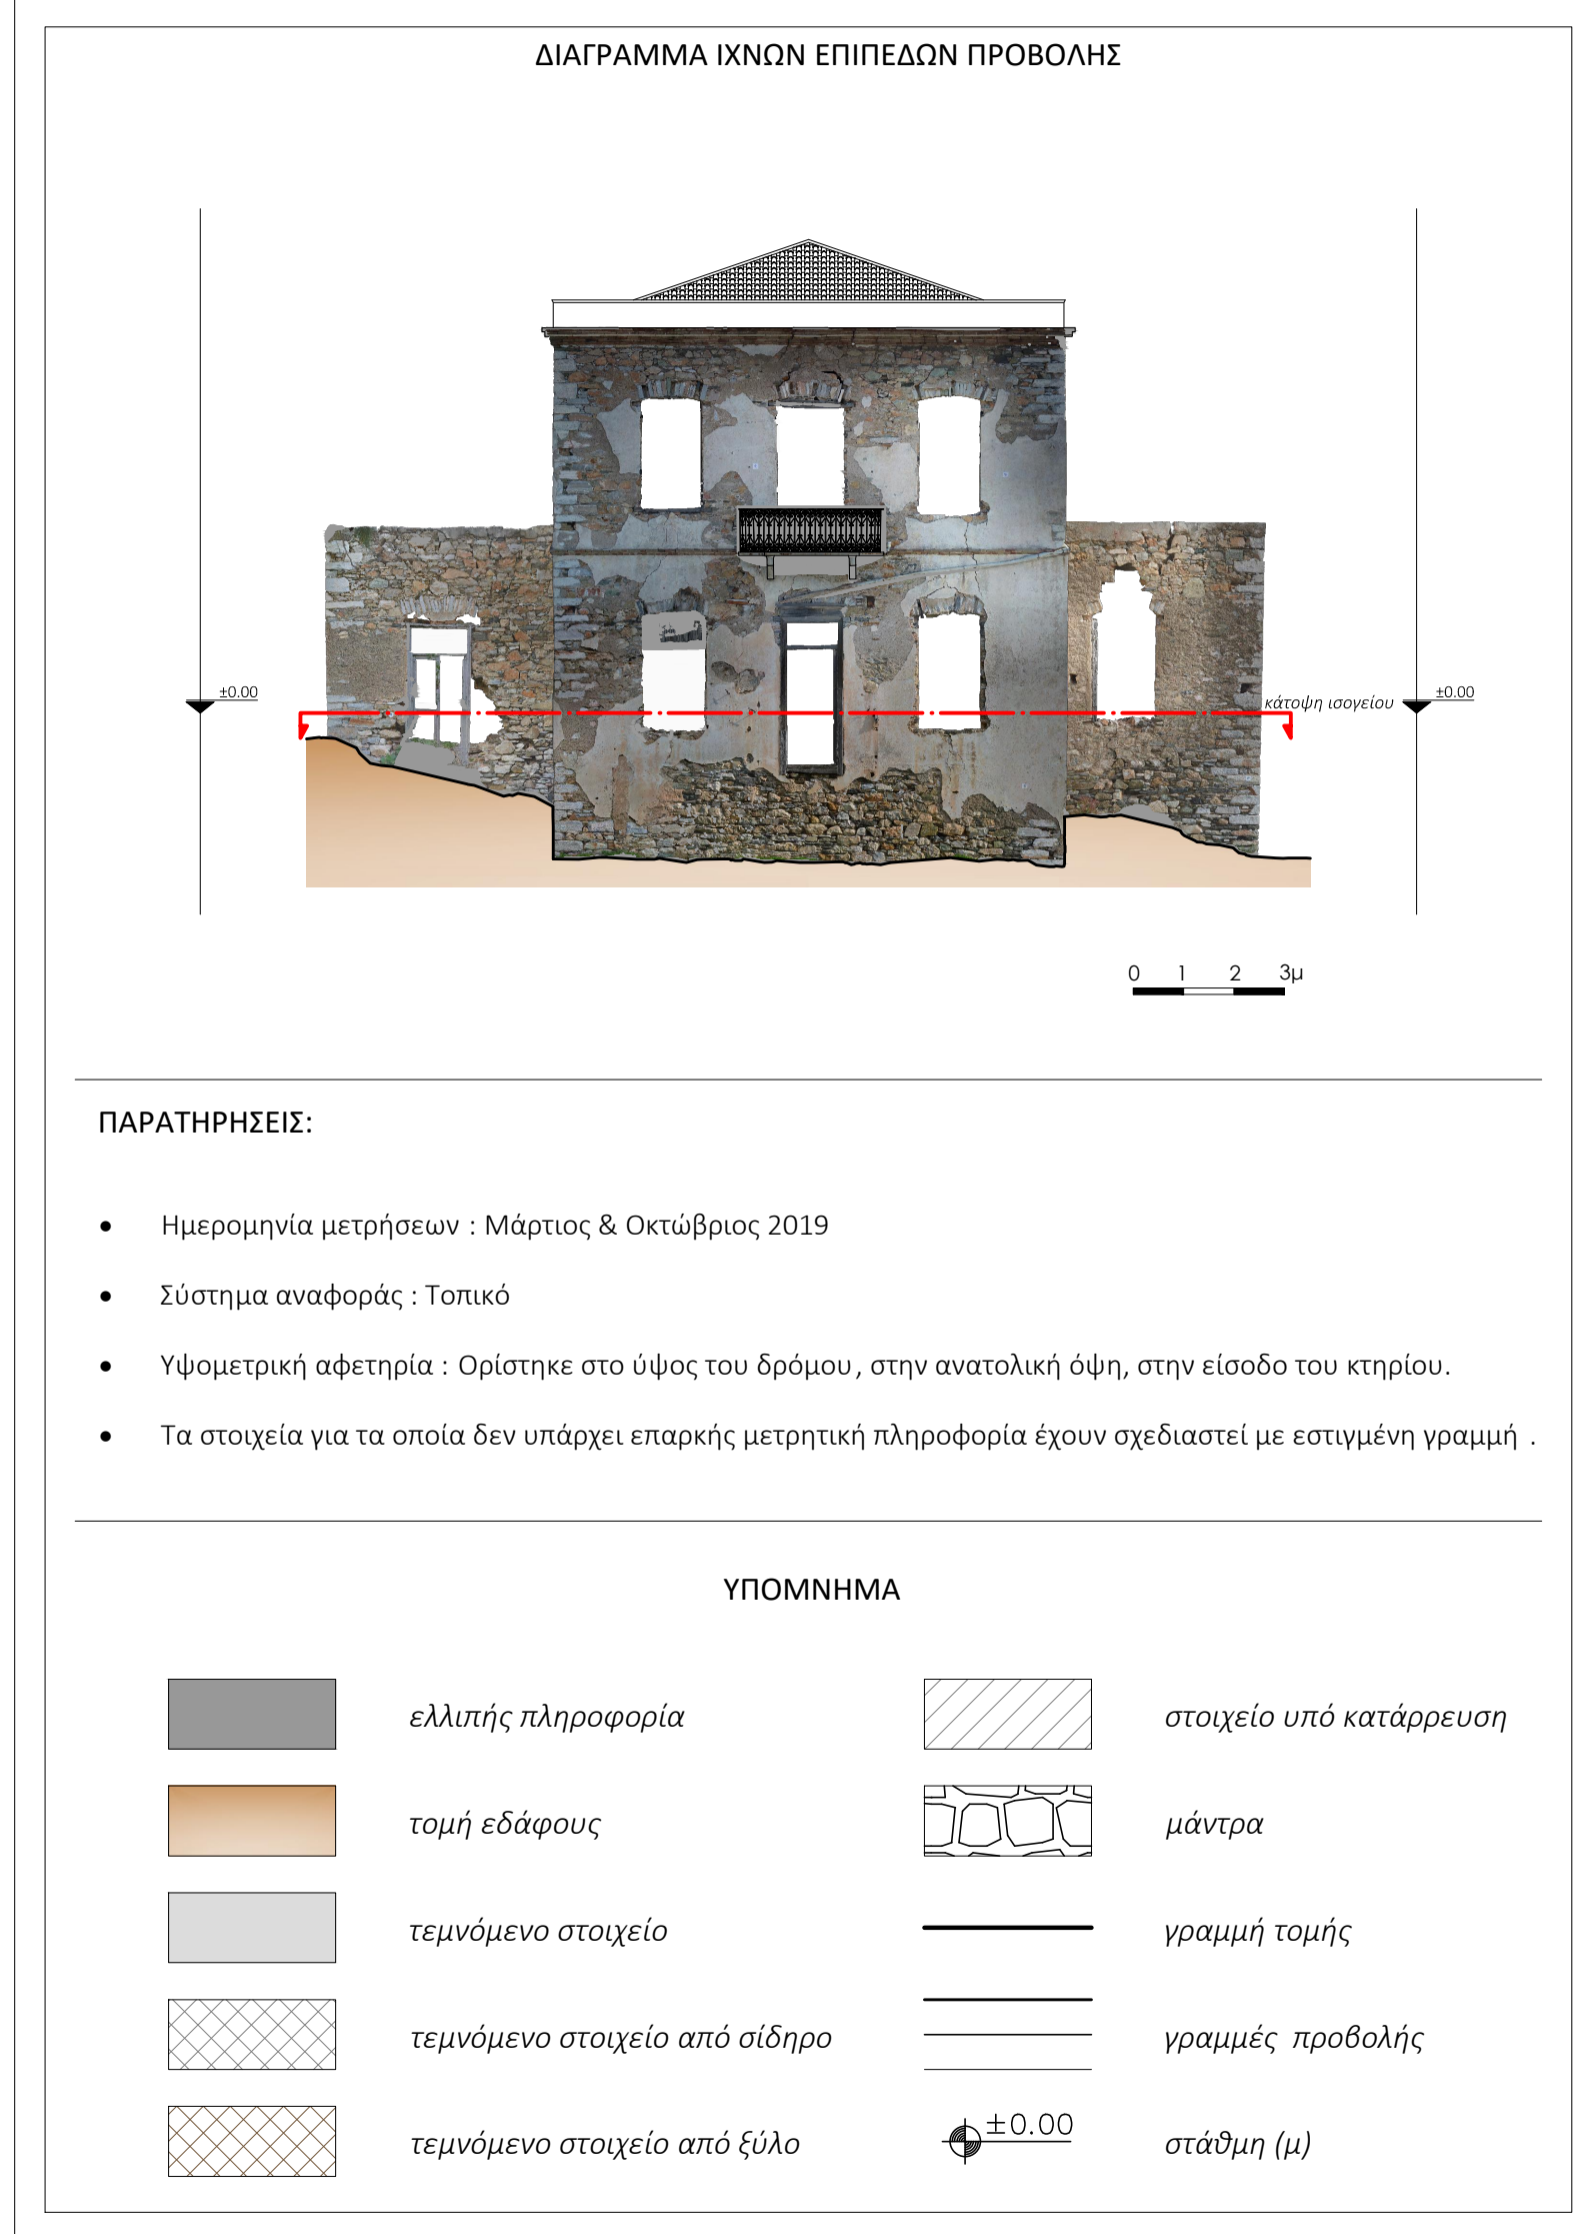 ΔΙΑΓΡΑΜΜΑ ΙΧΝΩΝ ΕΠΙΠΕΔΩΝ ΠΡΟΒΟΛΗΣ
±0.00
κάτοψη ισογείου
±0.00
0 1 2 3μ
ΠΑΡΑΤΗΡΗΣΕΙΣ:
• Ημερομηνία μετρήσεων : Μάρτιος & Οκτώβριος 2019
• Σύστημα αναφοράς : Τοπικό
• Υψομετρική αφετηρία : Ορίστηκε στο ύψος του δρόμου, στην ανατολική όψη, στην είσοδο του κτηρίου.
• Τα στοιχεία για τα οποία δεν υπάρχει επαρκής μετρητική πληροφορία έχουν σχεδιαστεί με εστιγμένη γραμμή .
ΥΠΟΜΝΗΜΑ
ελλιπής πληροφορία
στοιχείο υπό κατάρρευση
τομή εδάφους
μάντρα
τεμνόμενο στοιχείο
γραμμή τομής
τεμνόμενο στοιχείο από σίδηρο
γραμμές προβολής
τεμνόμενο στοιχείο από ξύλο
±0.00
στάθμη (μ)